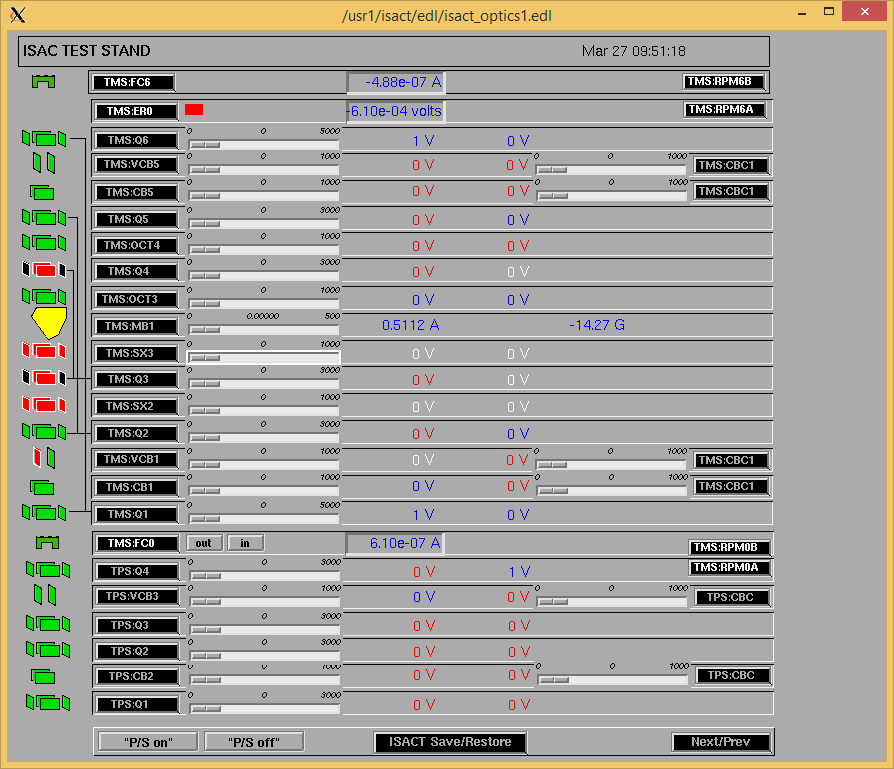 /usr1/isact/edl/isact_optics1.edl
ISAC TEST STAND Mar 27 09:51:18
TMS:FC6 -4.88e-07 A TMS:RPM6B
TMS:ER0 -6.10e-04 volts TMS:RPM6A
0 0 5000
TMS:Q6 1 V 0 V
0 0 1000 0 0 1000
TMS:VCB5 0 V 0 V TMS:CBC1
0 0 1000 0 0 1000
TMS:CB5 0 V 0 V TMS:CBC1
0 0 3000
TMS:Q5 0 V 0 V
0 0 1000
TMS:OCT4 0 V 0 V
0 0 3000
TMS:Q4 0 V 0 V
0 0 1000
TMS:OCT3 0 V 0 V
0 0.00000 500
TMS:MB1 0.5112 A -14.27 G
0 0 1000
TMS:SX3 0 V 0 V
0 0 3000
TMS:Q3 0 V 0 V
0 0 1000
TMS:SX2 0 V 0 V
0 0 3000
TMS:Q2 0 V 0 V
0 0 1000 0 0 1000
TMS:VCB1 0 V 0 V TMS:CBC1
0 0 1000 0 0 1000
TMS:CB1 0 V 0 V TMS:CBC1
0 0 5000
TMS:Q1 1 V 0 V
TMS:FC0 out in 6.10e-07 A TMS:RPM0B
0 0 3000 TMS:RPM0A
TPS:Q4 0 V 1 V
0 0 1000 0 0 1000
TPS:VCB3 0 V 0 V TPS:CBC
0 0 3000
TPS:Q3 0 V 0 V
0 0 3000
TPS:Q2 0 V 0 V
0 0 1000 0 0 1000
TPS:CB2 0 V 0 V TPS:CBC
0 0 3000
TPS:Q1 0 V 0 V
"P/S on" "P/S off" ISACT Save/Restore Next/Prev